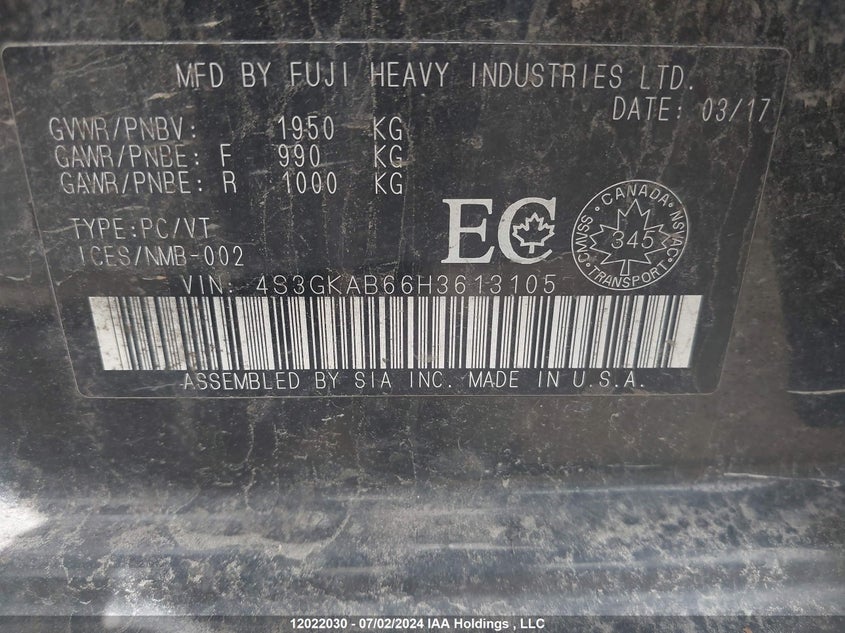 MFD BY FUJI HEAVY INDUSTRIES LTD.
DATE: 03/17
GVWR/PNBV: 1950 KG
GAWR/PNBE: F 990 KG
GAWR/PNBE: R 1000 KG
TYPE:PC/VT
ICES/NMB-002
EC
CANADA
CMVSS 345 NSVAC
TRANSPORT
VIN: 4S3GKAB66H3613105
ASSEMBLED BY SIA INC. MADE IN U.S.A.
12022030 - 07/02/2024 IAA Holdings , LLC